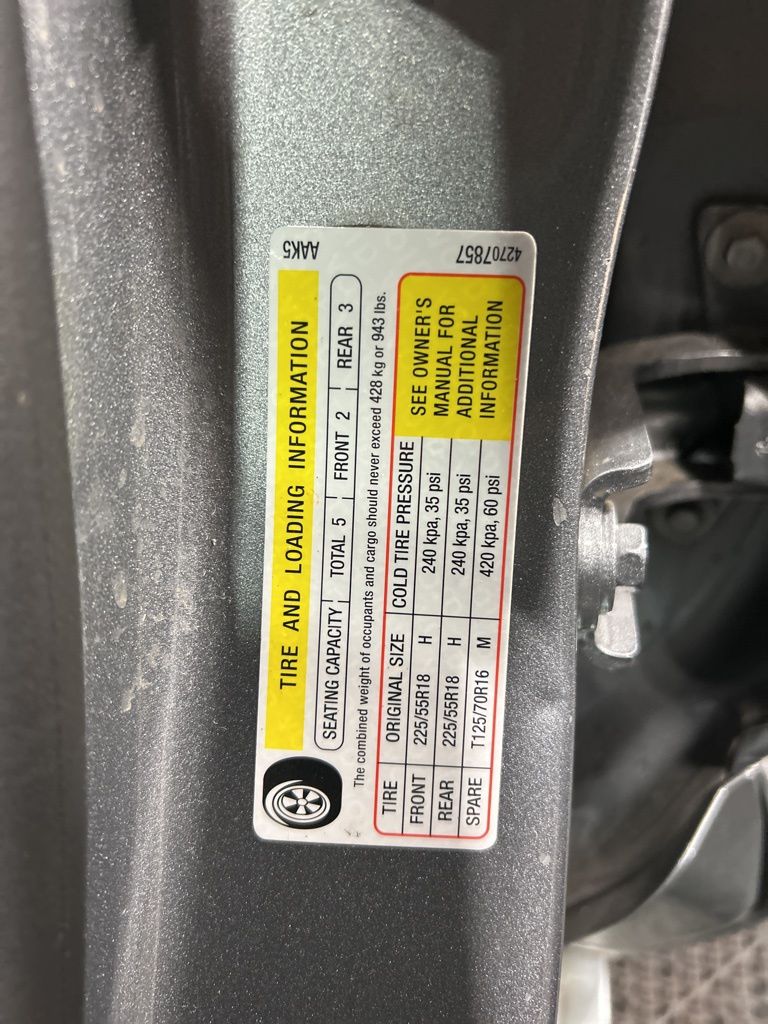 TIRE AND LOADING INFORMATION
SEATING CAPACITY TOTAL 5 FRONT 2 REAR 3
The combined weight of occupants and cargo should never exceed 428 kg or 943 lbs.
TIRE ORIGINAL SIZE COLD TIRE PRESSURE
FRONT 225/55R18 H 240 kpa, 35 psi
REAR 225/55R18 H 240 kpa, 35 psi
SPARE T125/70R16 M 420 kpa, 60 psi
SEE OWNER'S
MANUAL FOR
ADDITIONAL
INFORMATION
AAK5
42707857